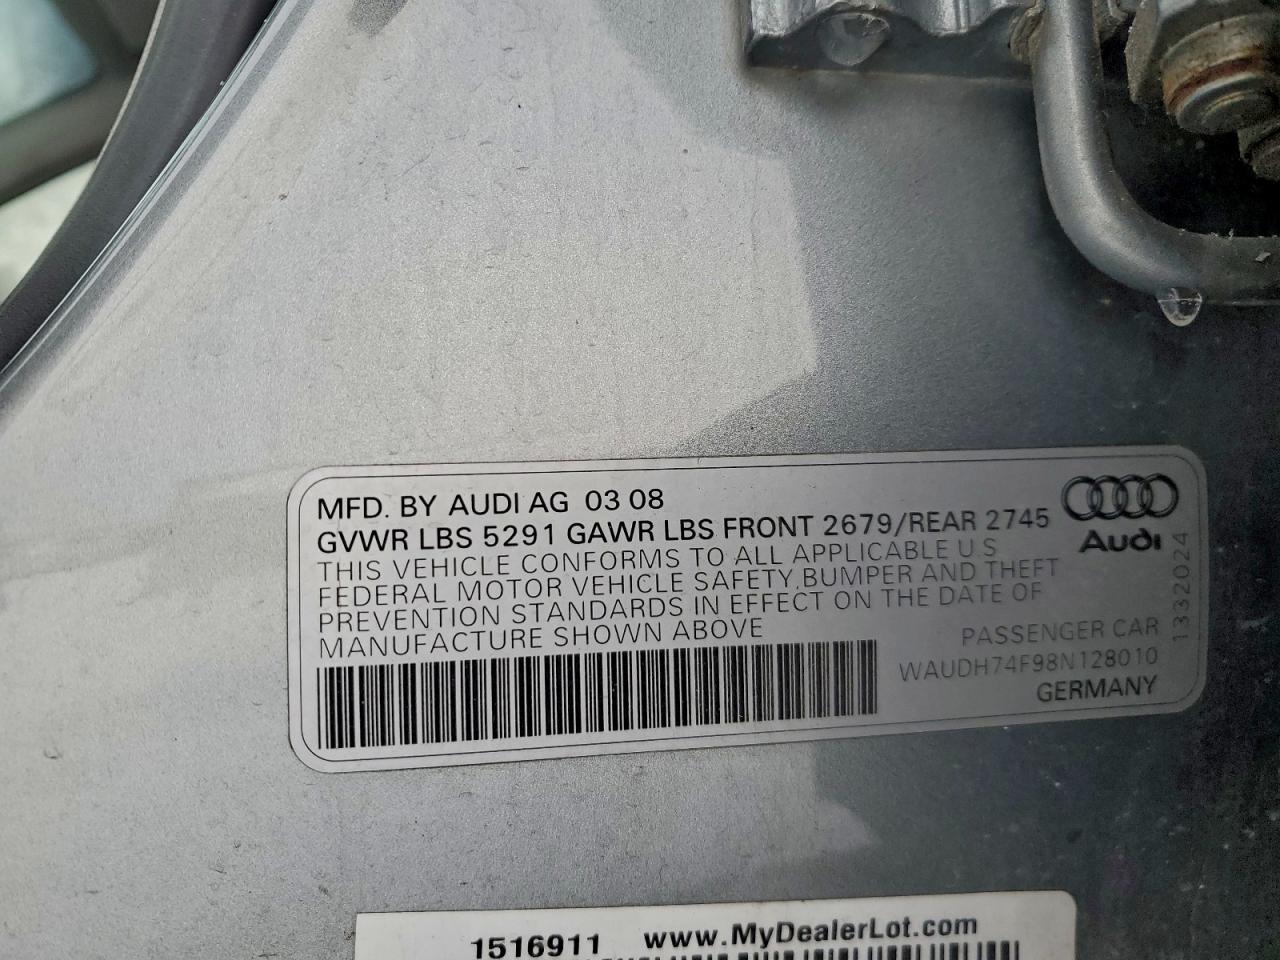 MFD. BY AUDI AG 03 08
GVWR LBS 5291 GAWR LBS FRONT 2679/REAR 2745
THIS VEHICLE CONFORMS TO ALL APPLICABLE U S
FEDERAL MOTOR VEHICLE SAFETY, BUMPER AND THEFT
PREVENTION STANDARDS IN EFFECT ON THE DATE OF
MANUFACTURE SHOWN ABOVE
Audi
1332024
PASSENGER CAR
WAUDH74F98N128010
GERMANY
1516911 www.MyDealerLot.com